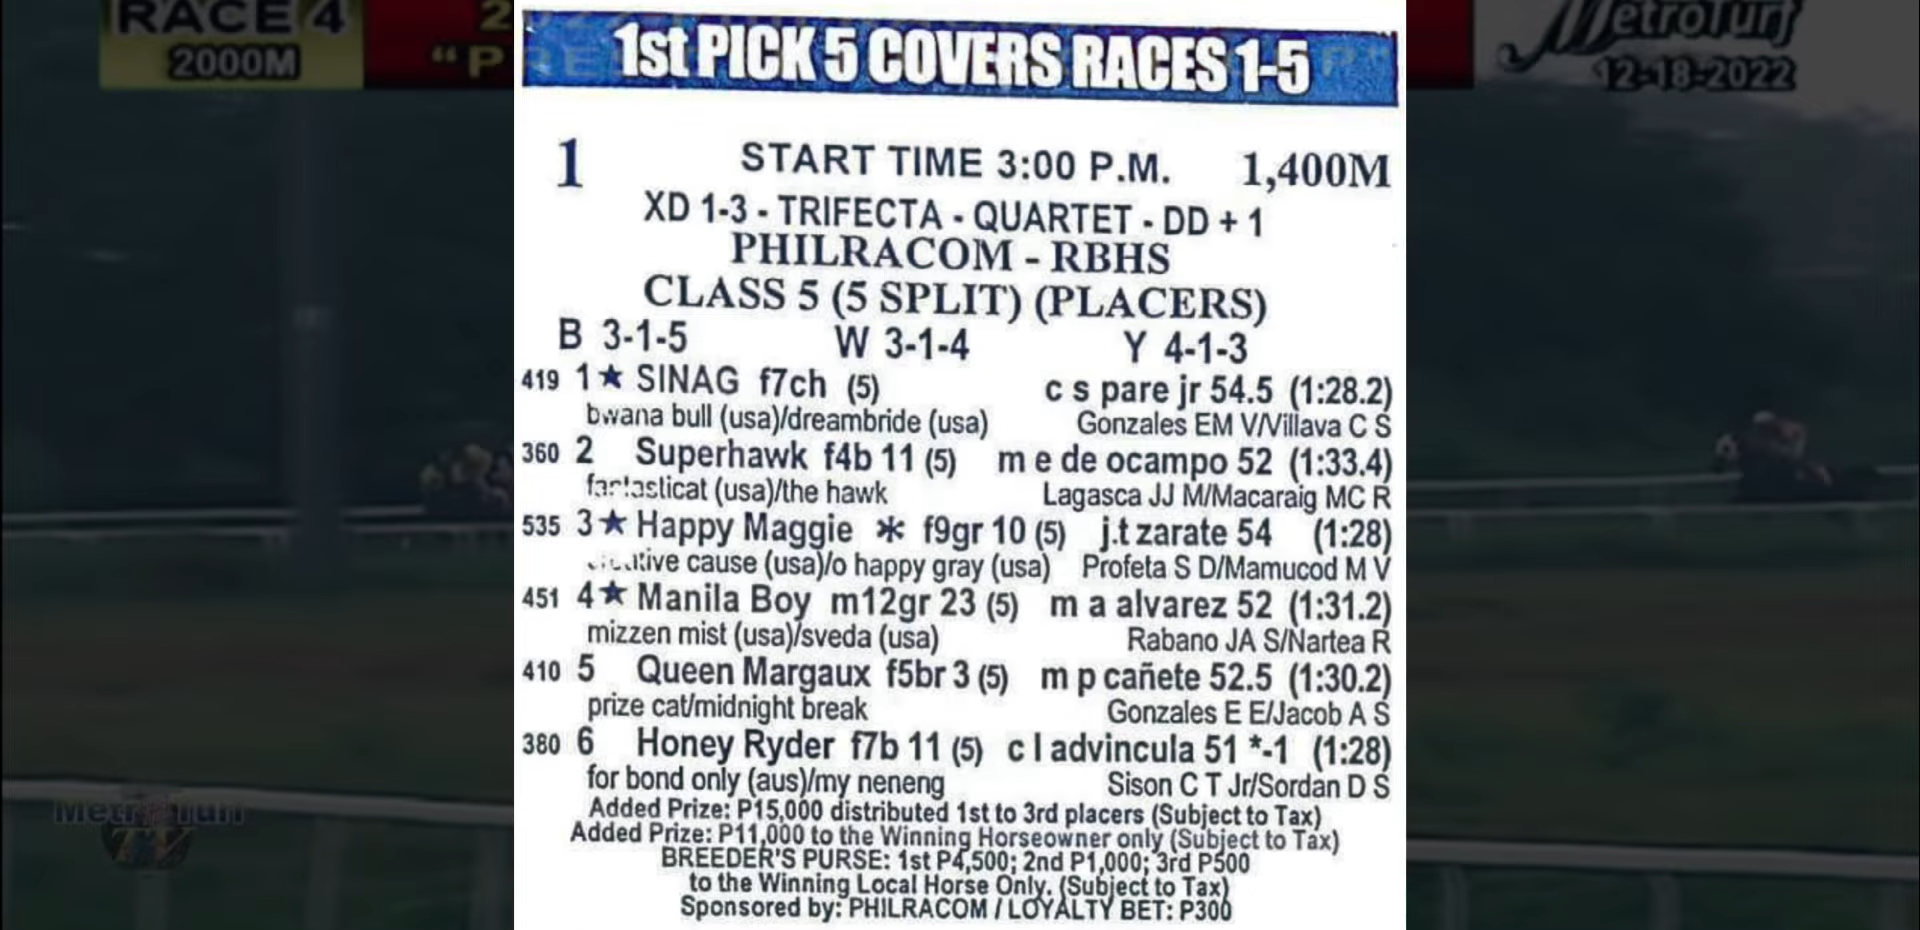 RACE 4
2000M
2
"P
MetroTurf
12-18-2022
1st PICK 5 COVERS RACES 1-5
1 START TIME 3:00 P.M. 1,400M
XD 1-3 - TRIFECTA - QUARTET - DD + 1
PHILRACOM - RBHS
CLASS 5 (5 SPLIT) (PLACERS)
B 3-1-5 W 3-1-4 Y 4-1-3
419 1★ SINAG f7ch (5) c s pare jr 54.5 (1:28.2)
bwana bull (usa)/dreambride (usa) Gonzales EM V/Villava C S
360 2 Superhawk f4b 11 (5) m e de ocampo 52 (1:33.4)
fantasticat (usa)/the hawk Lagasca JJ M/Macaraig MC R
535 3★ Happy Maggie * f9gr 10 (5) j.t zarate 54 (1:28)
cause (usa)/o happy gray (usa) Profeta S D/Mamucod M V
451 4★ Manila Boy m12gr 23 (5) m a alvarez 52 (1:31.2)
mizzen mist (usa)/sveda (usa) Rabano JA S/Nartea R
410 5 Queen Margaux f5br 3 (5) m p cañete 52.5 (1:30.2)
prize cat/midnight break Gonzales E E/Jacob A S
380 6 Honey Ryder f7b 11 (5) c l advincula 51 *-1 (1:28)
for bond only (aus)/my neneng Sison C T Jr/Sordan D S
Added Prize: P15,000 distributed 1st to 3rd placers (Subject to Tax)
Added Prize: P11,000 to the Winning Horseowner only (Subject to Tax)
BREEDER'S PURSE: 1st P4,500; 2nd P1,000; 3rd P500
to the Winning Local Horse Only. (Subject to Tax)
Sponsored by: PHILRACOM / LOYALTY BET: P300
MetroTurf